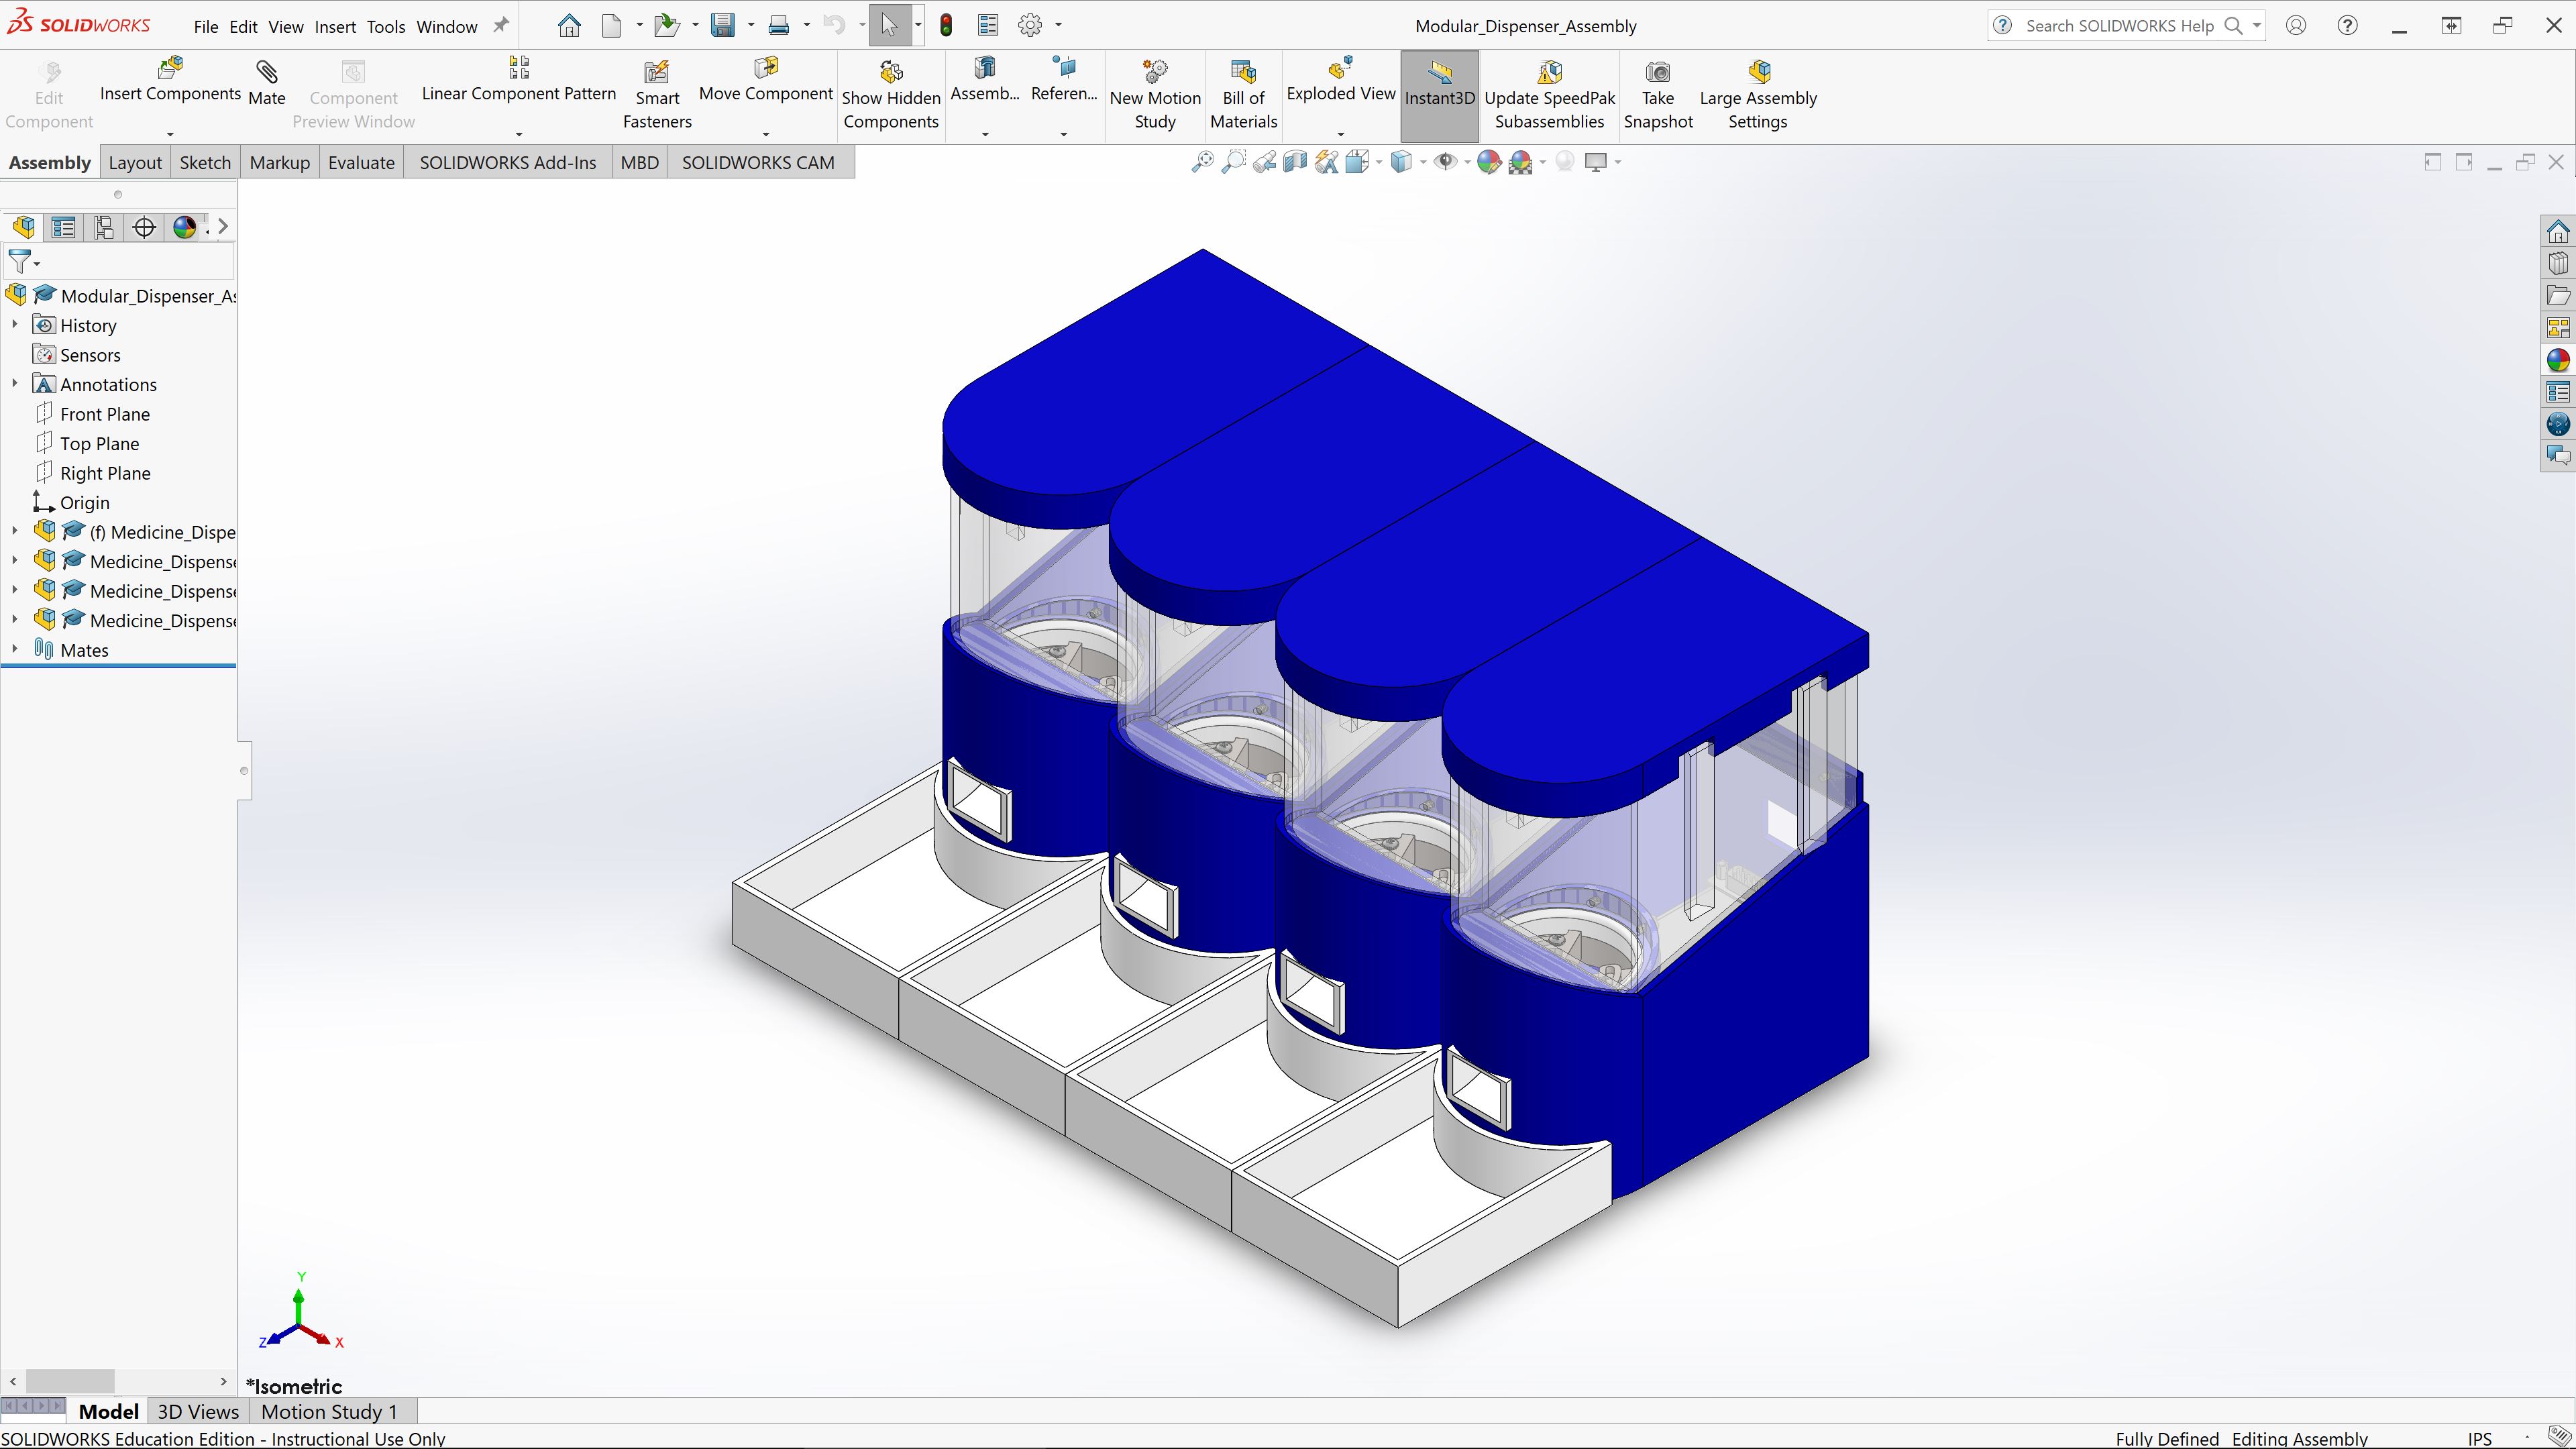 SOLIDWORKS File Edit View Insert Tools Window Modular_Dispenser_Assembly Search SOLIDWORKS Help
Edit Component
Insert Components
Mate
Component Preview Window
Linear Component Pattern
Smart Fasteners
Move Component
Show Hidden Components
Assemb...
Referen...
New Motion Study
Bill of Materials
Exploded View
Instant3D
Update SpeedPak Subassemblies
Take Snapshot
Large Assembly Settings
Assembly Layout Sketch Markup Evaluate SOLIDWORKS Add-Ins MBD SOLIDWORKS CAM
Modular_Dispenser_As
History
Sensors
Annotations
Front Plane
Top Plane
Right Plane
Origin
(f) Medicine_Dispe
Medicine_Dispense
Medicine_Dispense
Medicine_Dispense
Mates
Y
Z X
*Isometric
Model 3D Views Motion Study 1
SOLIDWORKS Education Edition - Instructional Use Only Fully Defined Editing Assembly IPS